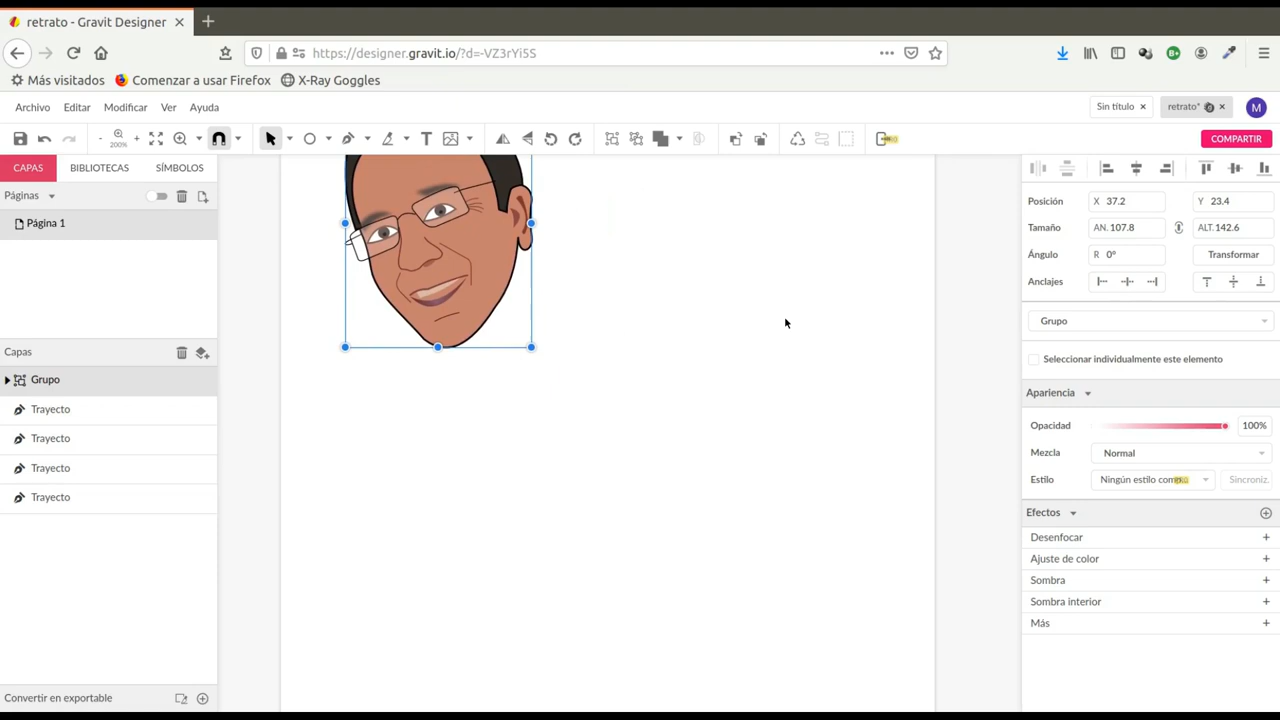 retrato - Gravit Designer
https://designer.gravit.io/?d=-VZ3rYi5S
Más visitados Comenzar a usar Firefox X-Ray Goggles
Archivo Editar Modificar Ver Ayuda Sin título retrato* M
200% COMPARTIR
CAPAS BIBLIOTECAS SÍMBOLOS
Páginas
Página 1
Capas
Grupo
Trayecto
Trayecto
Trayecto
Trayecto
Convertir en exportable
Posición X 37.2 Y 23.4
Tamaño AN. 107.8 ALT. 142.6
Ángulo R 0° Transformar
Anclajes
Grupo
Seleccionar individualmente este elemento
Apariencia
Opacidad 100%
Mezcla Normal
Estilo Ningún estilo Sincroniz.
Efectos
Desenfocar +
Ajuste de color +
Sombra +
Sombra interior +
Más +